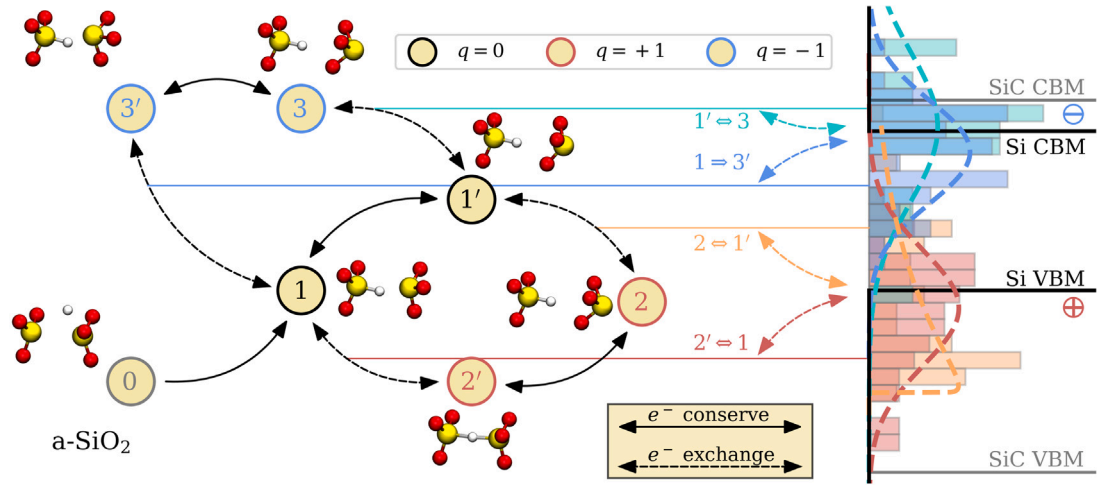 q = 0
q = +1
q = −1
3′
3
SiC CBM
⊖
1′ ⇔ 3
Si CBM
1 ⇒ 3′
1′
2 ⇔ 1′
Si VBM
1
2
⊕
2′ ⇔ 1
0
2′
a-SiO₂
e⁻ conserve
e⁻ exchange
SiC VBM